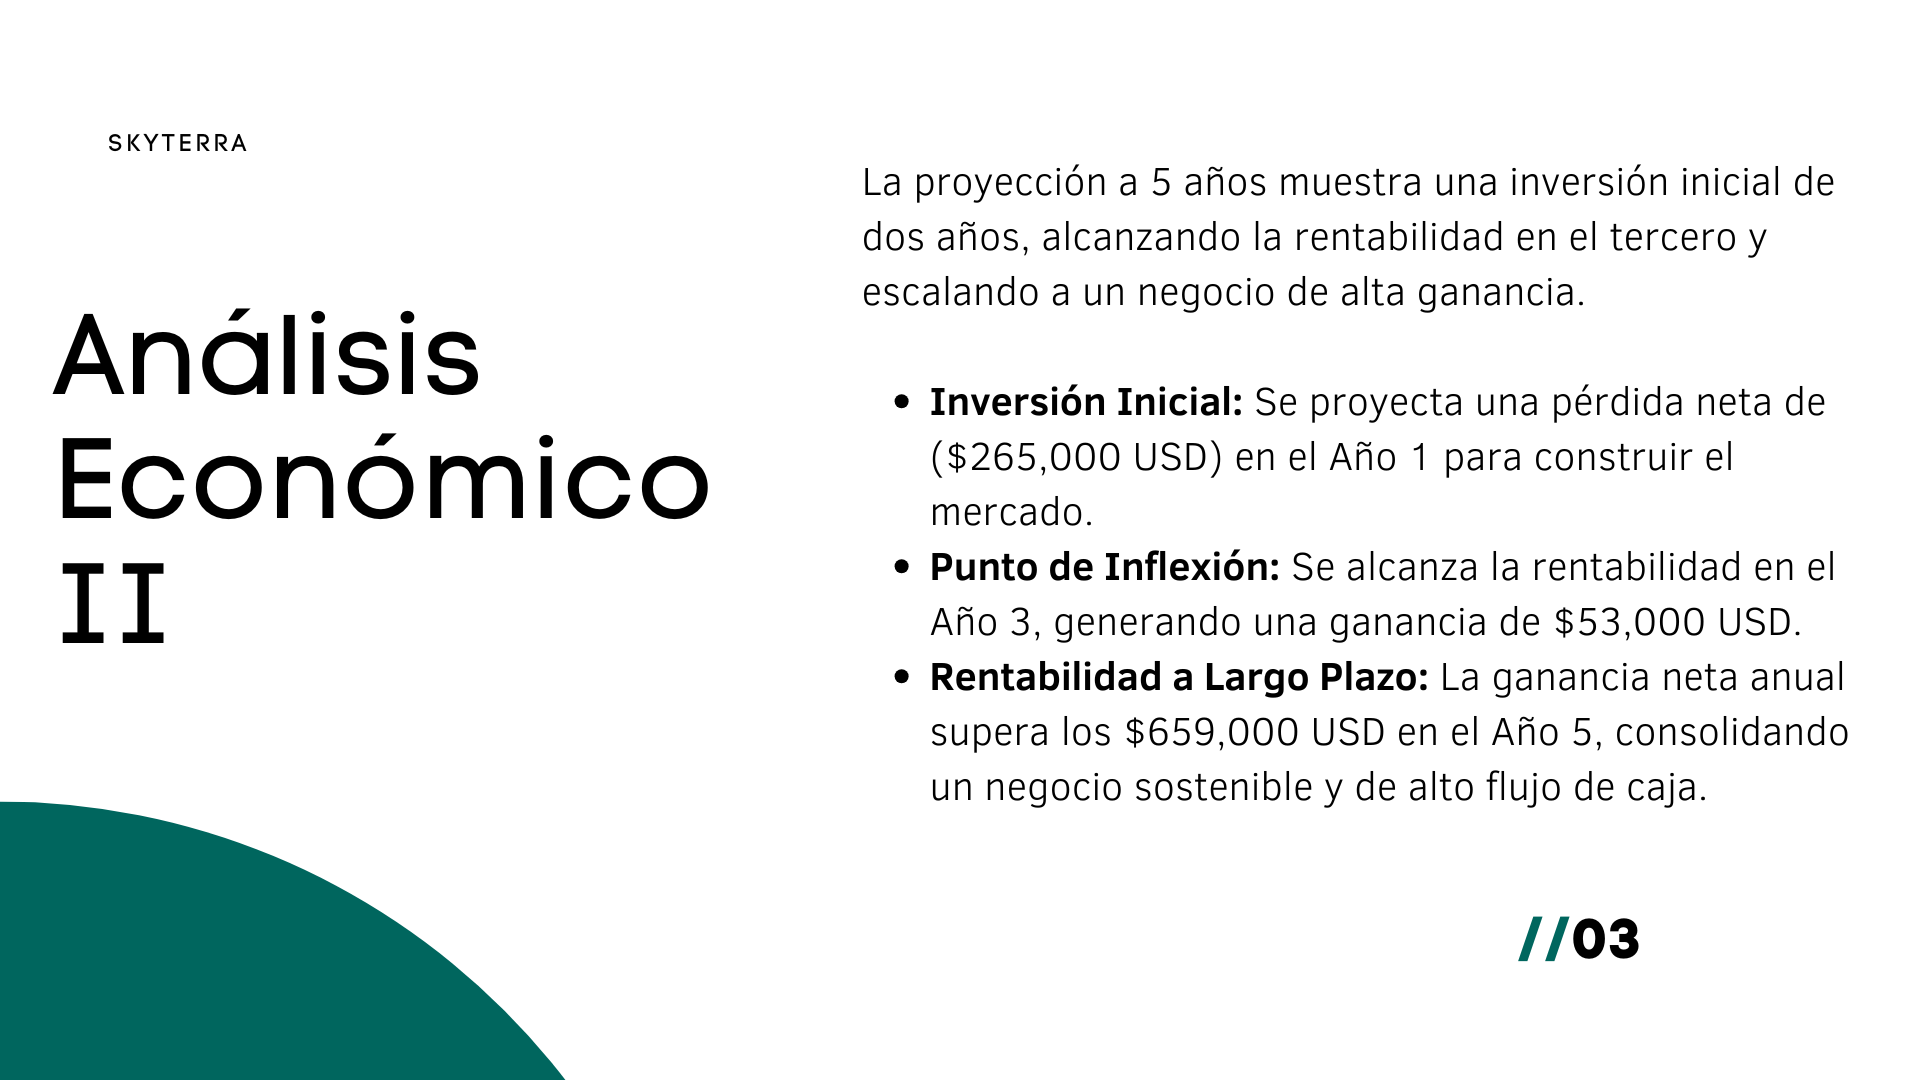 SKYTERRA
Análisis
Económico
II
La proyección a 5 años muestra una inversión inicial de
dos años, alcanzando la rentabilidad en el tercero y
escalando a un negocio de alta ganancia.
• Inversión Inicial: Se proyecta una pérdida neta de
($265,000 USD) en el Año 1 para construir el
mercado.
• Punto de Inflexión: Se alcanza la rentabilidad en el
Año 3, generando una ganancia de $53,000 USD.
• Rentabilidad a Largo Plazo: La ganancia neta anual
supera los $659,000 USD en el Año 5, consolidando
un negocio sostenible y de alto flujo de caja.
//03